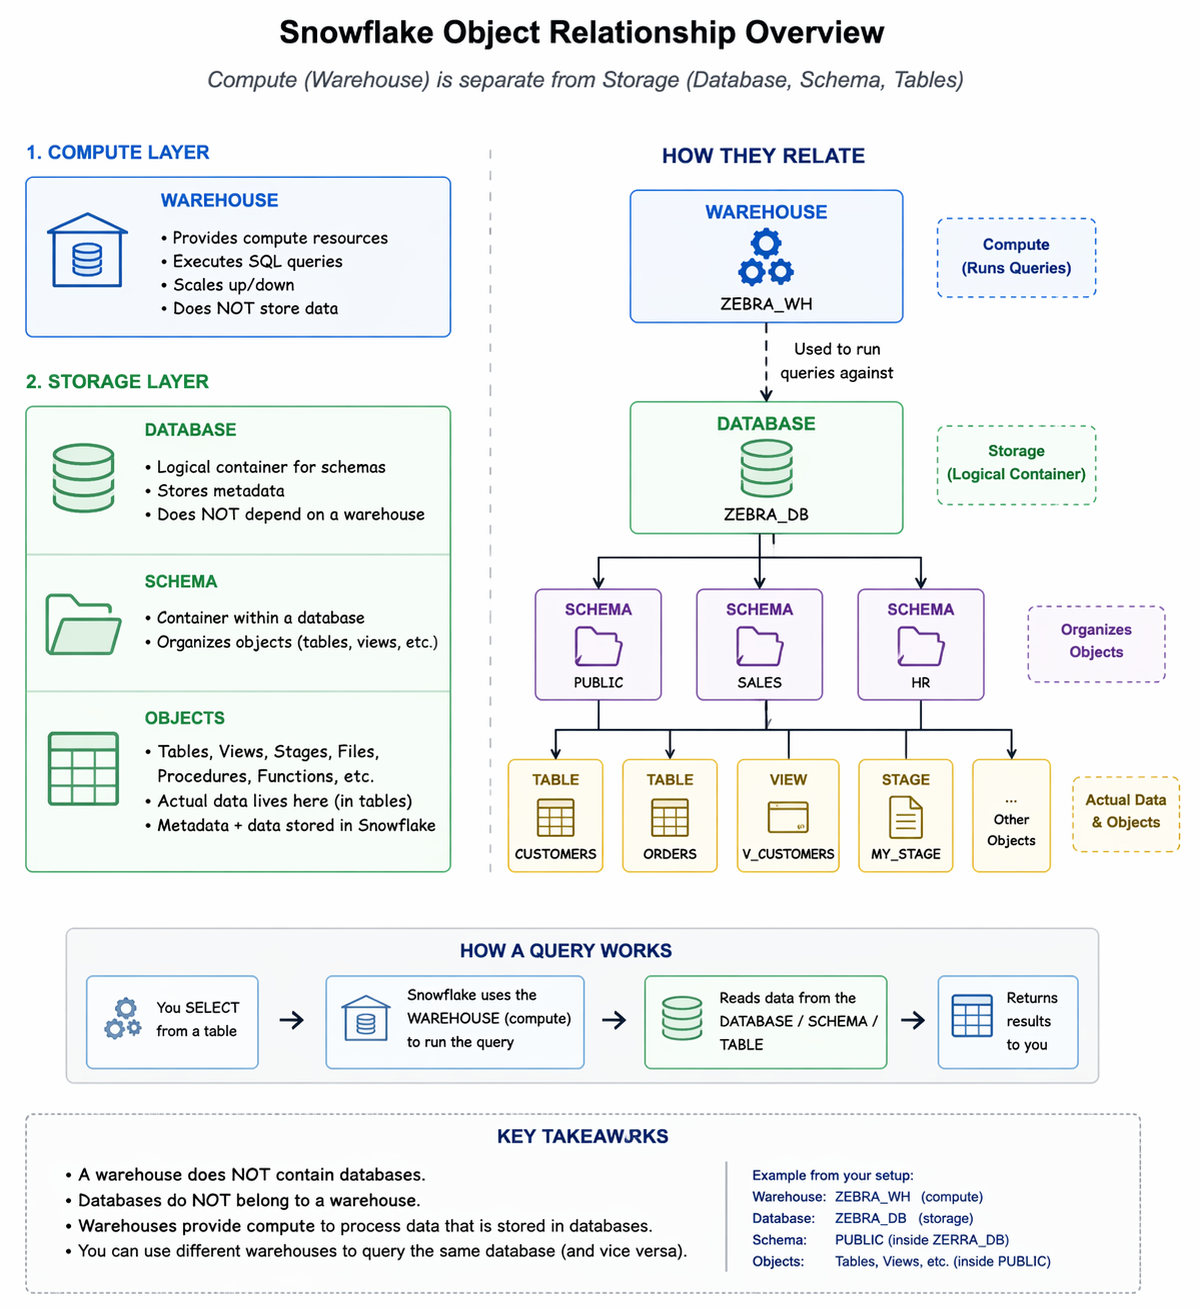 Snowflake Object Relationship Overview
Compute (Warehouse) is separate from Storage (Database, Schema, Tables)
1. COMPUTE LAYER
WAREHOUSE
• Provides compute resources
• Executes SQL queries
• Scales up/down
• Does NOT store data
2. STORAGE LAYER
DATABASE
• Logical container for schemas
• Stores metadata
• Does NOT depend on a warehouse
SCHEMA
• Container within a database
• Organizes objects (tables, views, etc.)
OBJECTS
• Tables, Views, Stages, Files,
Procedures, Functions, etc.
• Actual data lives here (in tables)
• Metadata + data stored in Snowflake
HOW THEY RELATE
WAREHOUSE
ZEBRA_WH
Compute
(Runs Queries)
Used to run
queries against
DATABASE
ZEBRA_DB
Storage
(Logical Container)
SCHEMA
PUBLIC
SCHEMA
SALES
SCHEMA
HR
Organizes
Objects
TABLE
CUSTOMERS
TABLE
ORDERS
VIEW
V_CUSTOMERS
STAGE
MY_STAGE
...
Other
Objects
Actual Data
& Objects
HOW A QUERY WORKS
You SELECT
from a table
Snowflake uses the
WAREHOUSE (compute)
to run the query
Reads data from the
DATABASE / SCHEMA /
TABLE
Returns
results
to you
KEY
• A warehouse does NOT contain databases.
• Databases do NOT belong to a warehouse.
• Warehouses provide compute to process data that is stored in databases.
• You can use different warehouses to query the same database (and vice versa).
Example from your setup:
Warehouse: ZEBRA_WH (compute)
Database: ZEBRA_DB (storage)
Schema: PUBLIC (inside ZERRA_DB)
Objects: Tables, Views, etc. (inside PUBLIC)